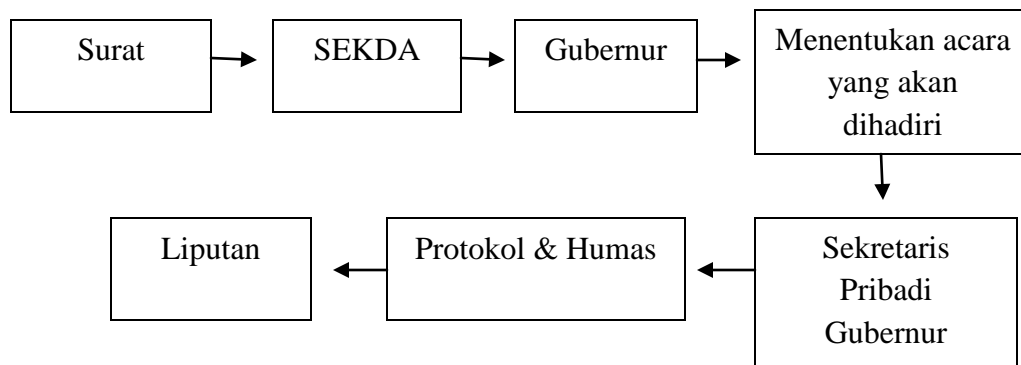 Surat
SEKDA
Gubernur
Menentukan acara
yang akan
dihadiri
Sekretaris
Pribadi
Gubernur
Protokol & Humas
Liputan